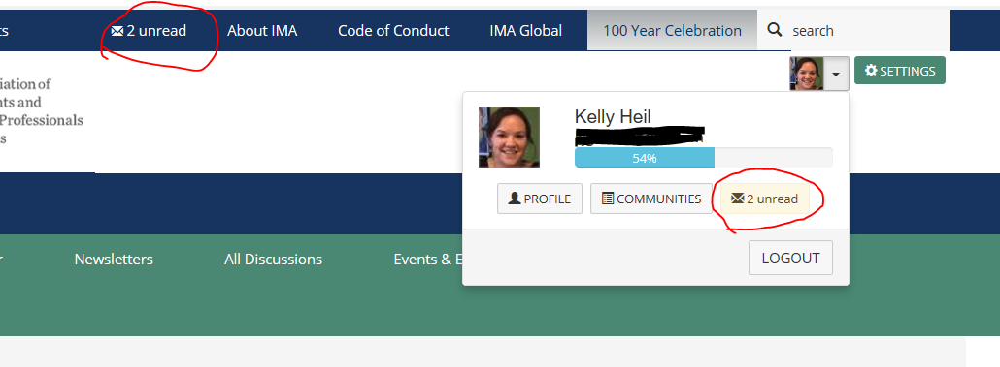 2 unread About IMA Code of Conduct IMA Global 100 Year Celebration search
SETTINGS
iation of
nts and
Professionals
s
Kelly Heil
54%
PROFILE COMMUNITIES 2 unread
Newsletters All Discussions Events & E
LOGOUT